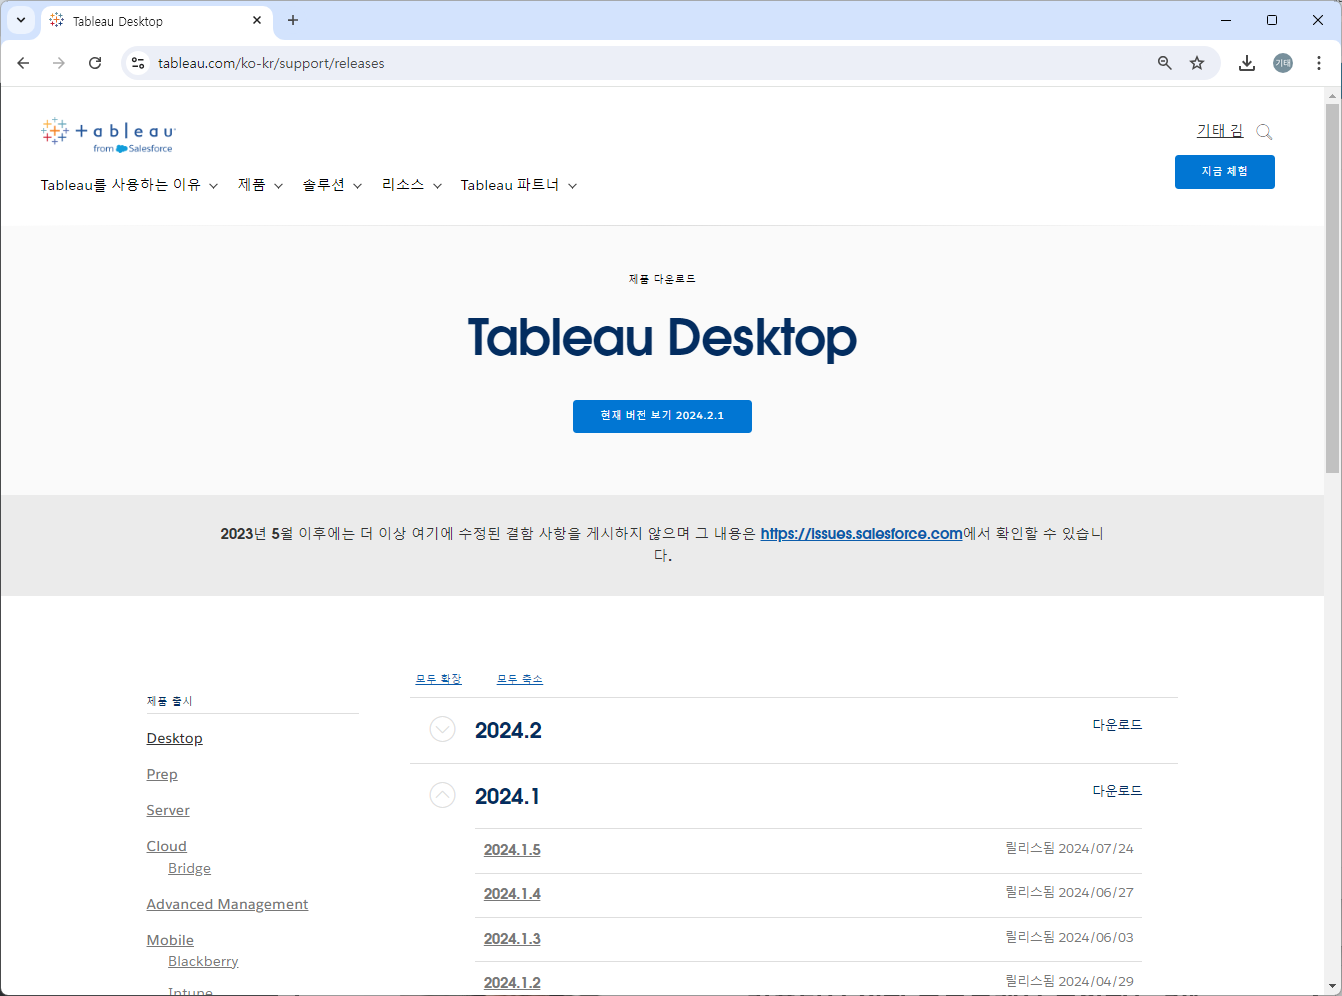 Tableau Desktop
tableau.com/ko-kr/support/releases
기태
tableau
from Salesforce
기태 김
지금 체험
Tableau를 사용하는 이유
제품
솔루션
리소스
Tableau 파트너
제품 다운로드
Tableau Desktop
현재 버전 보기 2024.2.1
2023년 5월 이후에는 더 이상 여기에 수정된 결함 사항을 게시하지 않으며 그 내용은 https://issues.salesforce.com에서 확인할 수 있습니
다.
제품 출시
Desktop
Prep
Server
Cloud
Bridge
Advanced Management
Mobile
Blackberry
Intune
모두 확장
모두 축소
2024.2
다운로드
2024.1
다운로드
2024.1.5
릴리스됨 2024/07/24
2024.1.4
릴리스됨 2024/06/27
2024.1.3
릴리스됨 2024/06/03
2024.1.2
릴리스됨 2024/04/29